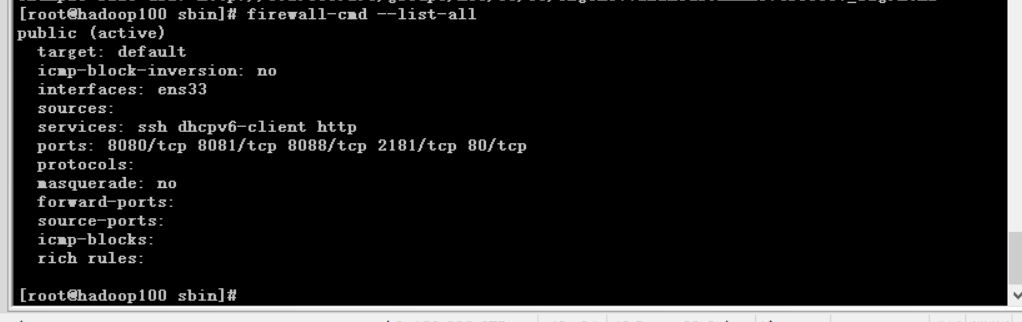 [root@hadoop100 sbin]# firewall-cmd --list-all
public (active)
  target: default
  icmp-block-inversion: no
  interfaces: ens33
  sources:
  services: ssh dhcpv6-client http
  ports: 8080/tcp 8081/tcp 8088/tcp 2181/tcp 80/tcp
  protocols:
  masquerade: no
  forward-ports:
  source-ports:
  icmp-blocks:
  rich rules:
[root@hadoop100 sbin]#